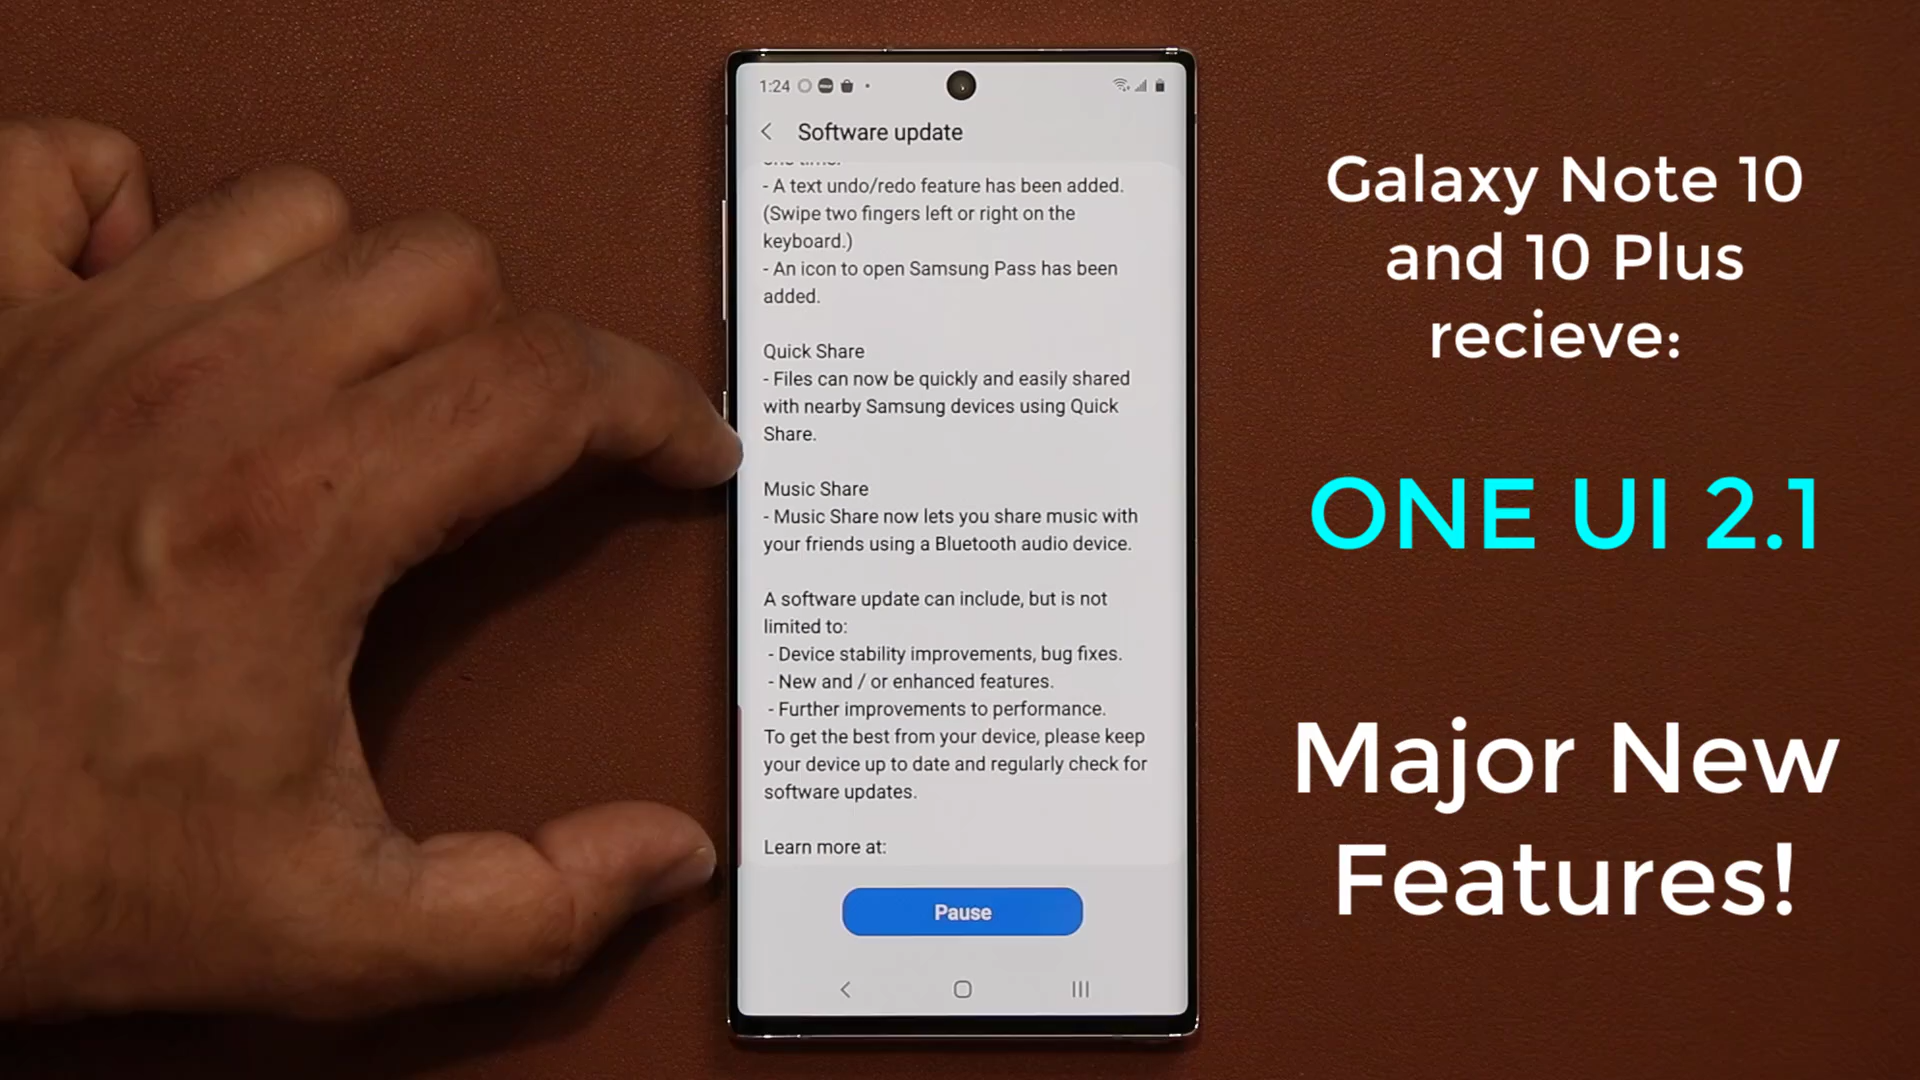 1:24
Software update
- A text undo/redo feature has been added.
(Swipe two fingers left or right on the
keyboard.)
- An icon to open Samsung Pass has been
added.
Quick Share
- Files can now be quickly and easily shared
with nearby Samsung devices using Quick
Share.
Music Share
- Music Share now lets you share music with
your friends using a Bluetooth audio device.
A software update can include, but is not
limited to:
- Device stability improvements, bug fixes.
- New and / or enhanced features.
- Further improvements to performance.
To get the best from your device, please keep
your device up to date and regularly check for
software updates.
Learn more at:
Pause
Galaxy Note 10
and 10 Plus
recieve:
ONE UI 2.1
Major New
Features!